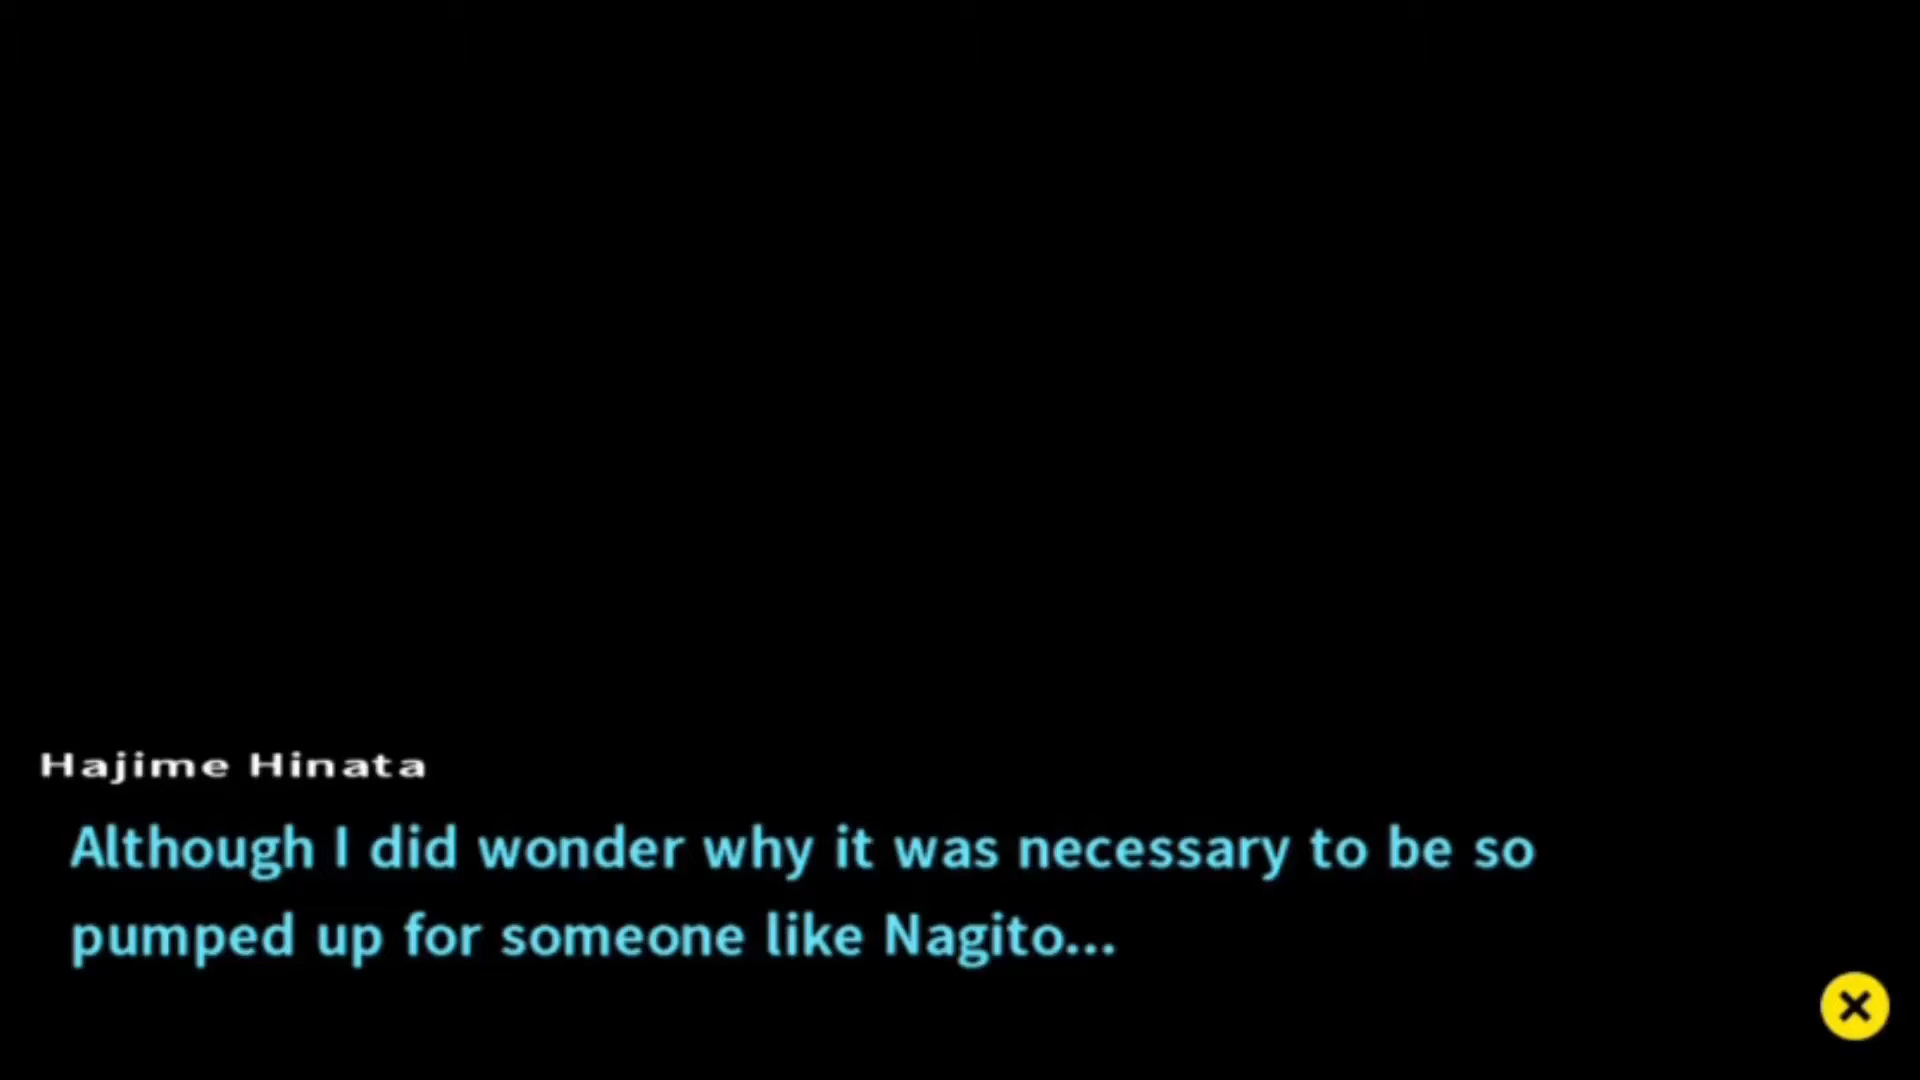 Hajime Hinata
Although I did wonder why it was necessary to be so
pumped up for someone like Nagito...